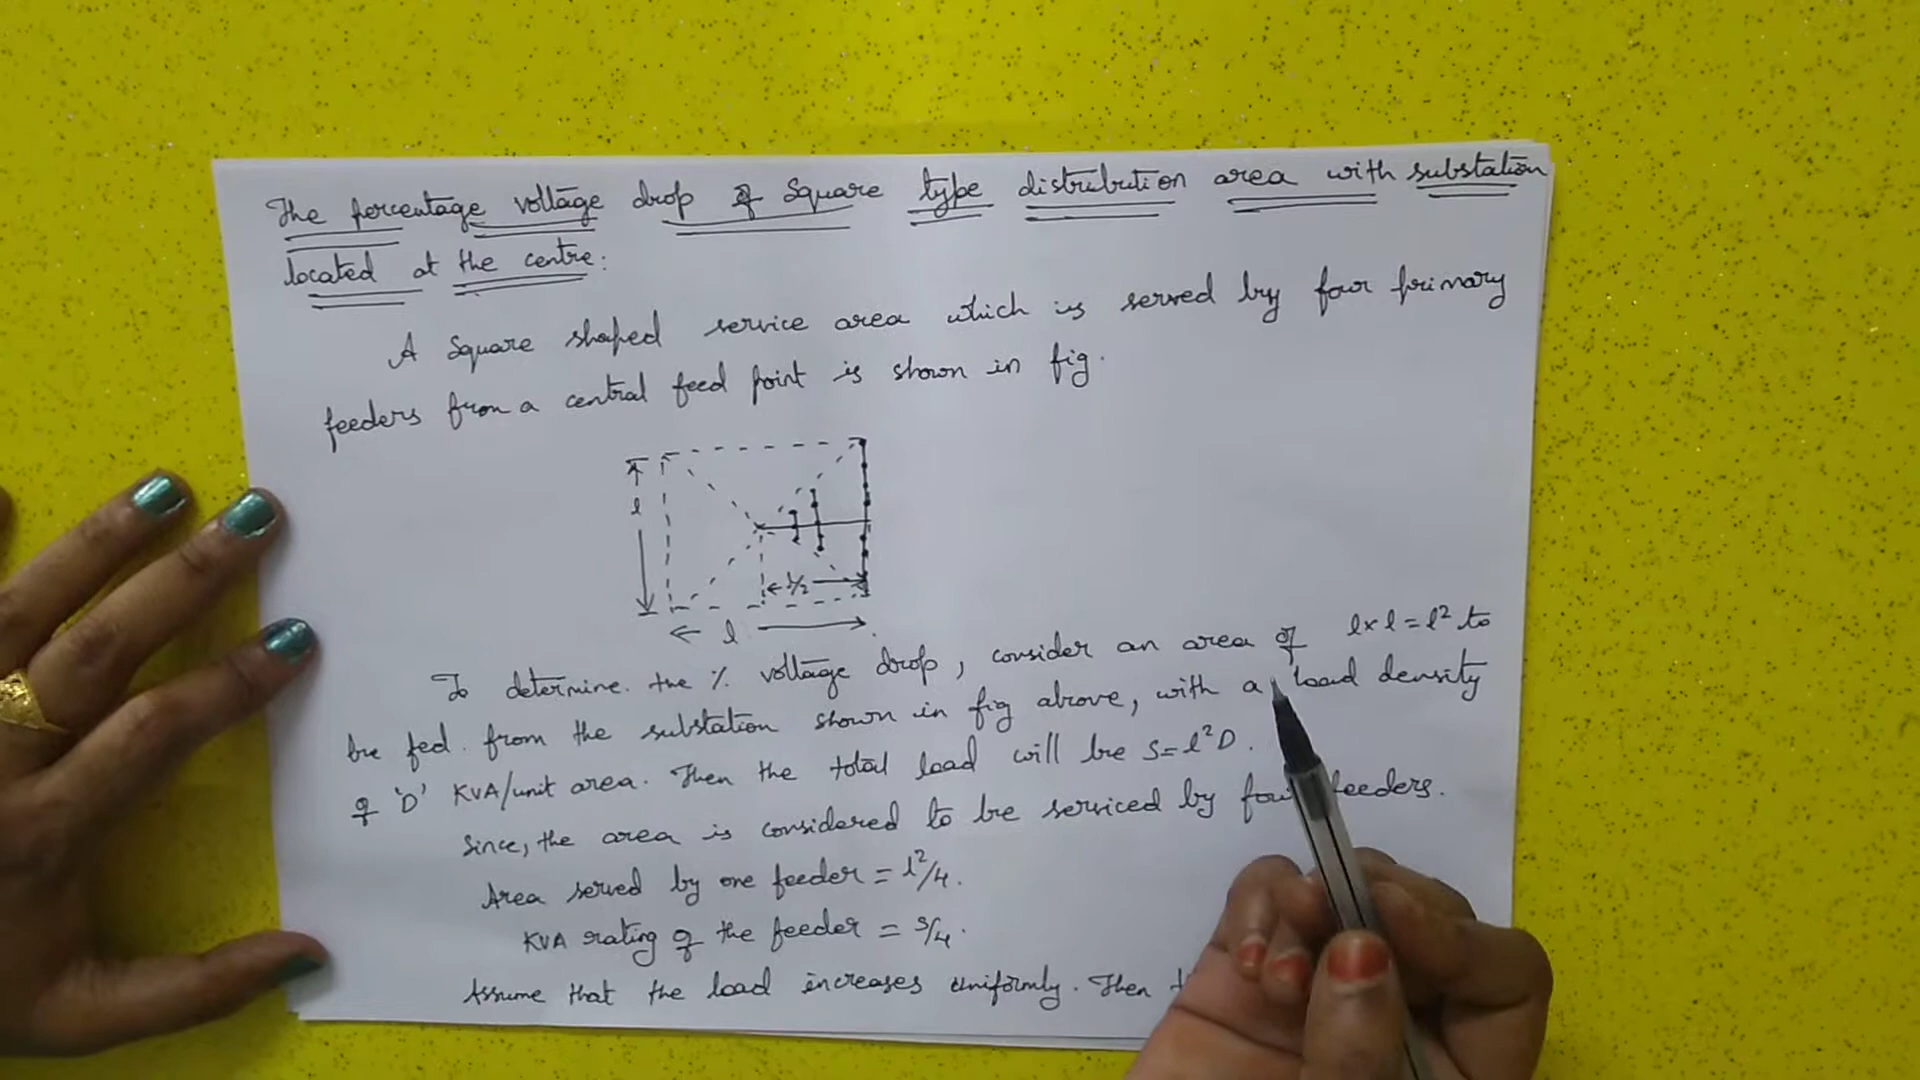 The percentage voltage drop of square type distribution area with substation
located at the centre:
A square shaped service area which is served by four primary
feeders from a central feed point is shown in fig.
l
l/2
l
To determine. the % voltage drop, consider an area of l×l=l² to
be fed. from the substation shown in fig above, with a load density
of 'D' KVA/unit area. Then the total load will be S=l²D.
Since, the area is considered to be serviced by four feeders.
Area served by one feeder = l²/4.
KVA rating of the feeder = S/4.
Assume that the load increases uniformly. Then